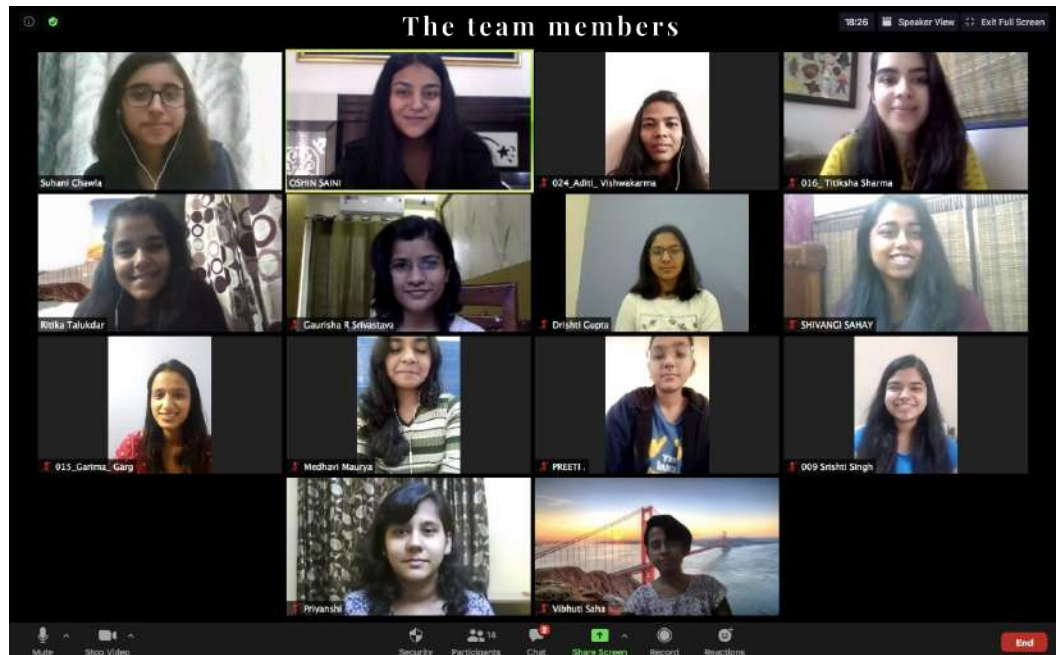 The team members
18:26 Speaker View Exit Full Screen
Suhani Chawla
OSHIN SAINI
024_Aditi_ Vishwakarma
016_ Titiksha Sharma
Ritika Talukdar
Gaurisha R Srivastava
Drishti Gupta
SHIVANGI SAHAY
015_Garima_ Garg
Medhavi Maurya
PREETI .
009 Srishti Singh
Priyanshi
Vibhuti Saha
Mute Stop Video Security Participants 14 Chat Share Screen Record Reactions End